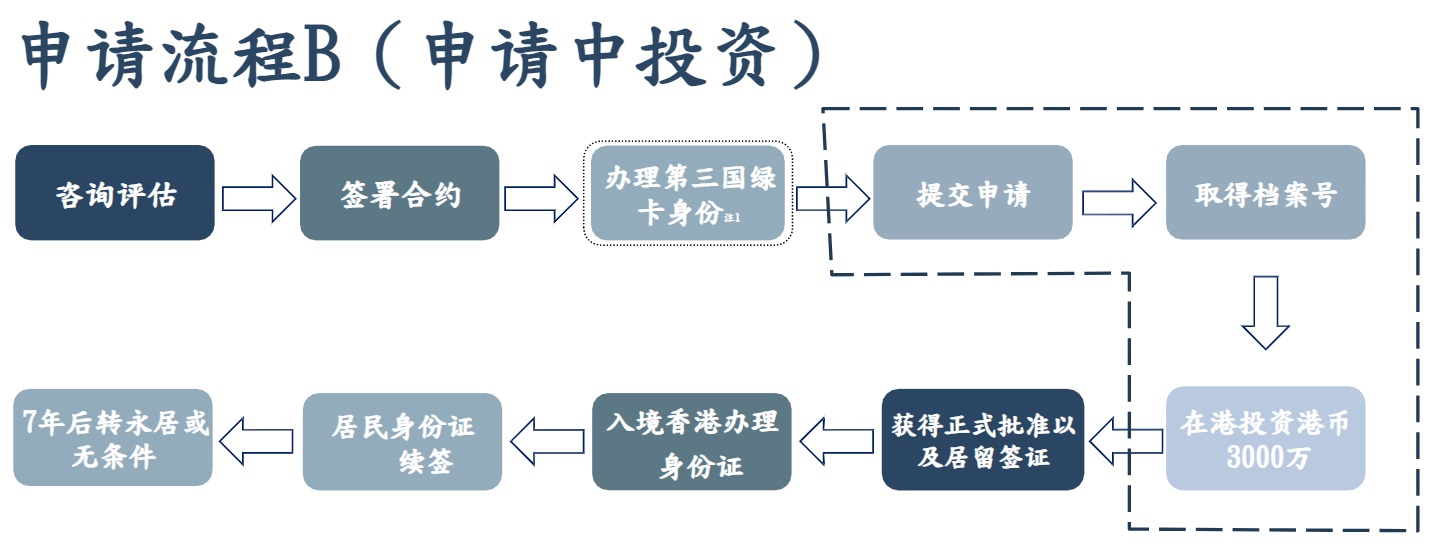 申请流程B（申请中投资）
咨询评估
签署合约
办理第三国绿
卡身份注1
提交申请
取得档案号
在港投资港币
3000万
获得正式批准以
及居留签证
入境香港办理
身份证
居民身份证
续签
7年后转永居或
无条件